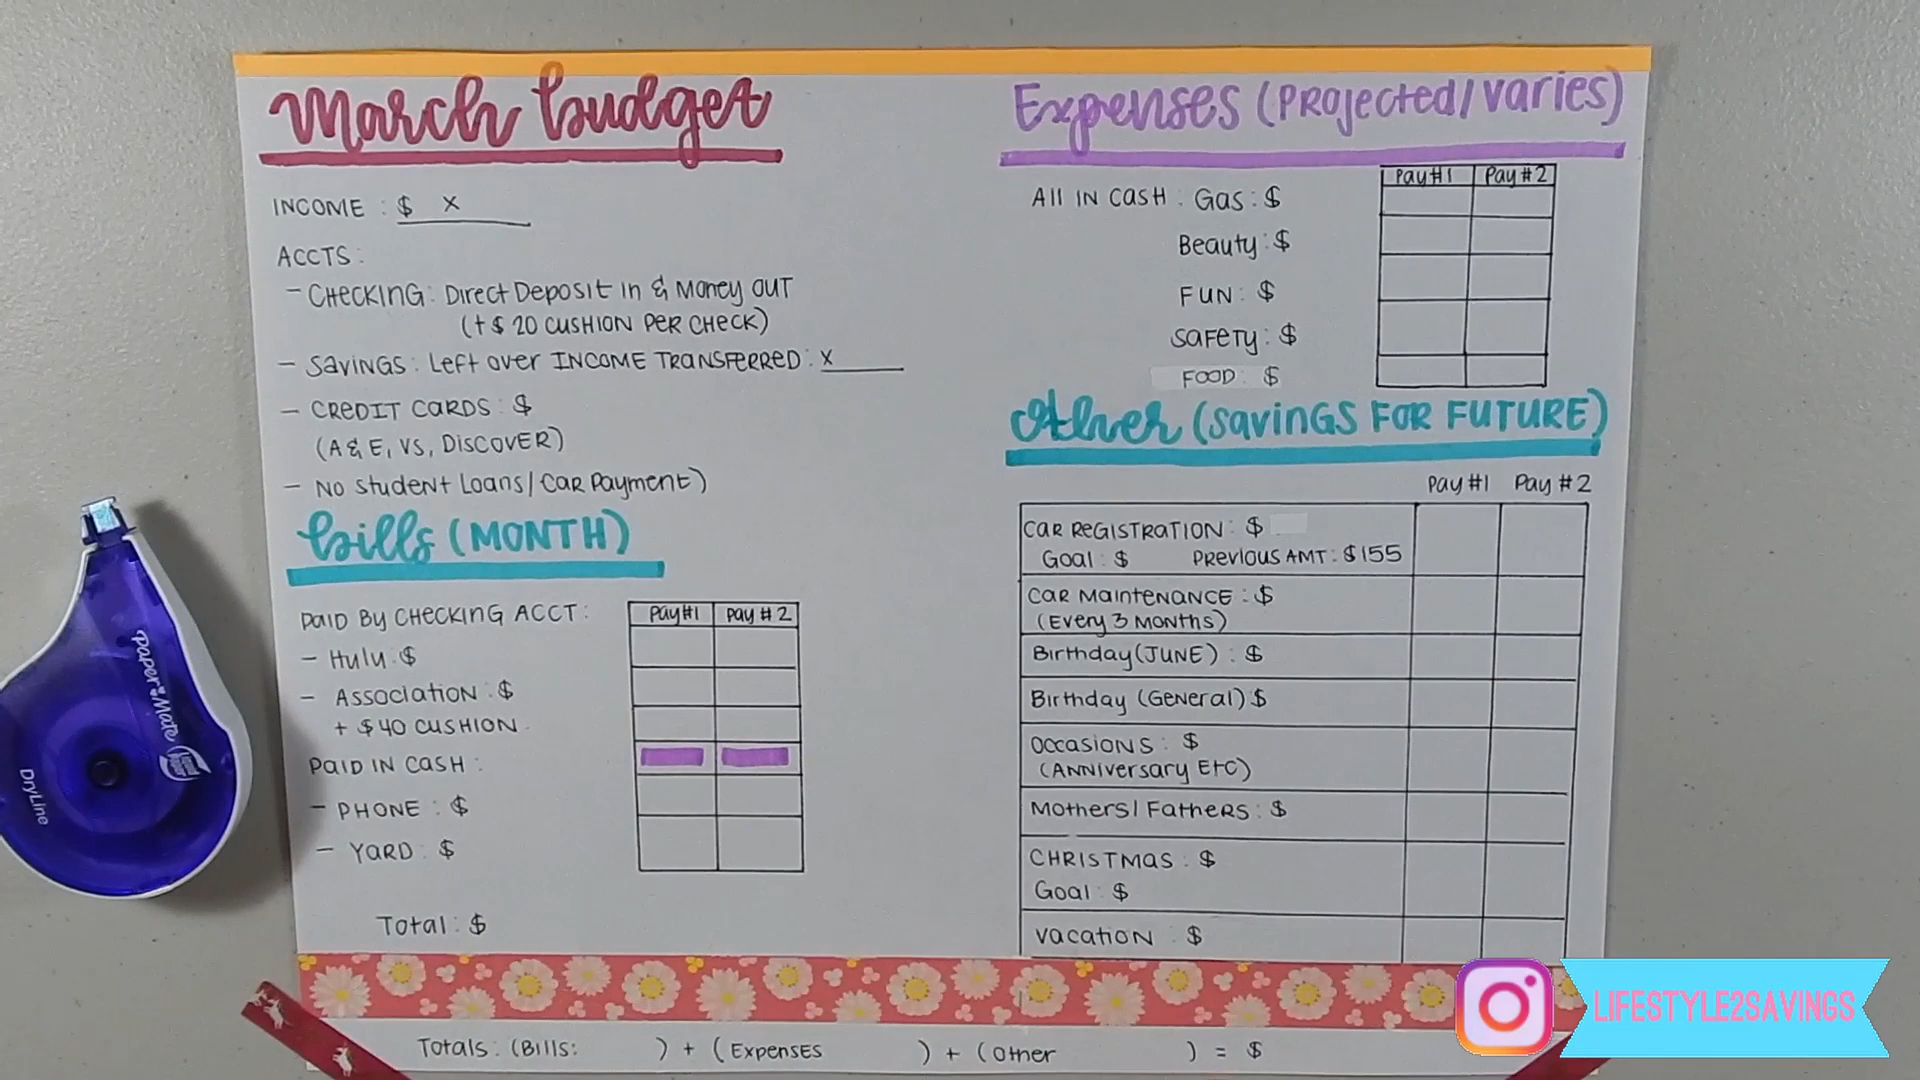 March budget
INCOME : $ x
ACCTS :
- CHECKING : Direct Deposit in & Money OUT
(+ $ 20 CUSHION PER CHECK)
- Savings : Left over INCOME TRANSFERRED : x
- CREDIT CARDS : $
(A & E, VS, DISCOVER)
- NO Student Loans / Car Payment)
bills (MONTH)
PAID BY CHECKING ACCT :
Pay #1 Pay # 2
- Hulu : $
- Association : $
+ $40 CUSHION
PAID IN CASH :
- PHONE : $
- YARD : $
Total : $
Expenses (Projected/varies)
Pay #1 Pay # 2
All IN CASH : Gas : $
Beauty : $
FUN : $
Safety : $
FOOD : $
Other (Savings FOR FUTURE)
Pay #1 Pay # 2
Car Registration : $
Goal : $ Previous AMT : $155
Car Maintenance : $
(Every 3 Months)
Birthday (JUNE) : $
Birthday (General) $
Occasions : $
(Anniversary Etc)
Mothers/Fathers : $
CHRISTMAS : $
Goal : $
Vacation : $
Totals : (Bills: ) + (Expenses ) + (Other ) = $
paper Mate
DryLine
LIFESTYLE2SAVINGS